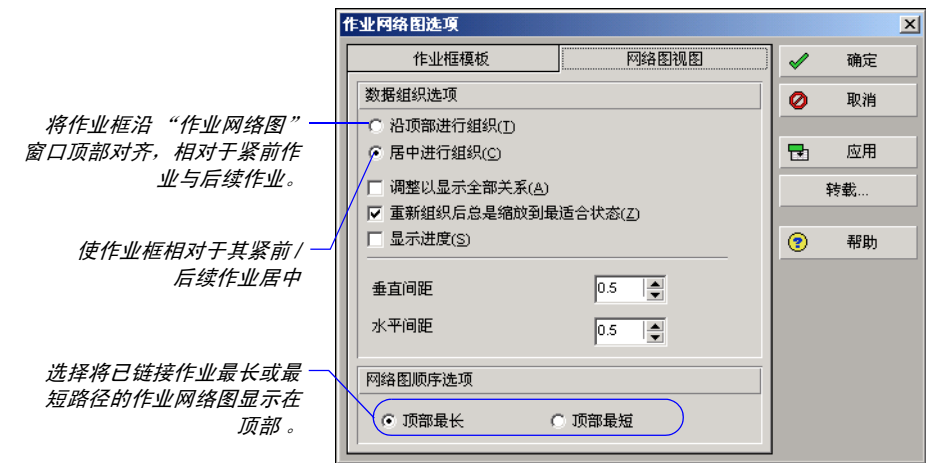 作业网络图选项
作业框模板
网络图视图
确定
数据组织选项
取消
沿顶部进行组织(T)
居中进行组织(C)
应用
调整以显示全部关系(A)
转载...
重新组织后总是缩放到最适合状态(Z)
显示进度(S)
帮助
垂直间距
0.5
水平间距
0.5
网络图顺序选项
顶部最长
顶部最短
将作业框沿 “作业网络图”
窗口顶部对齐，相对于紧前作
业与后续作业。
使作业框相对于其紧前 /
后续作业居中
选择将已链接作业最长或最
短路径的作业网络图显示在
顶部 。